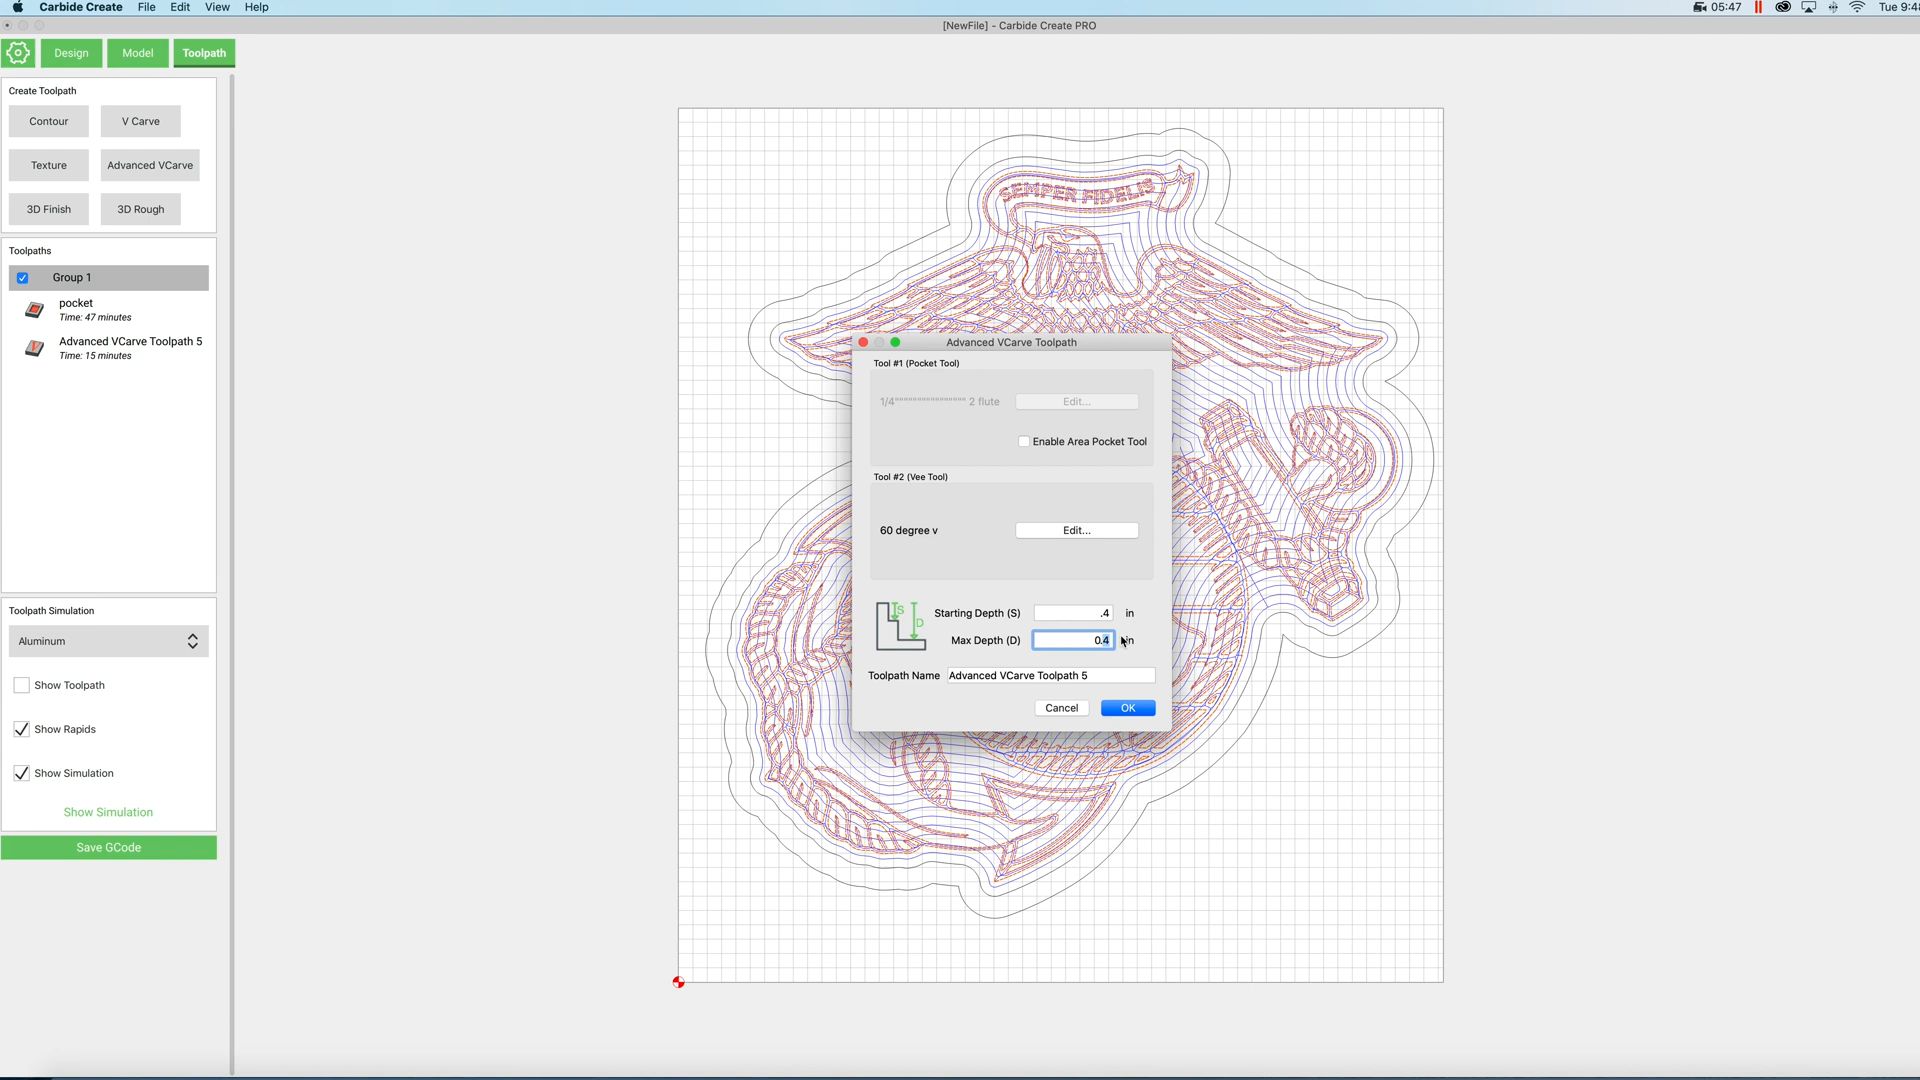 Carbide Create File Edit View Help 05:47 Tue 9:48
[NewFile] - Carbide Create PRO
Design Model Toolpath
Create Toolpath
Contour V Carve
Texture Advanced VCarve
3D Finish 3D Rough
Toolpaths
Group 1
pocket
Time: 47 minutes
Advanced VCarve Toolpath 5
Time: 15 minutes
Toolpath Simulation
Aluminum
Show Toolpath
Show Rapids
Show Simulation
Show Simulation
Save GCode
SEMPER FIDELIS
Advanced VCarve Toolpath
Tool #1 (Pocket Tool)
2 flute Edit...
Enable Area Pocket Tool
Tool #2 (Vee Tool)
60 degree v Edit...
S
D
Starting Depth (S) .4 in
Max Depth (D) 0.4 in
Toolpath Name Advanced VCarve Toolpath 5
Cancel OK